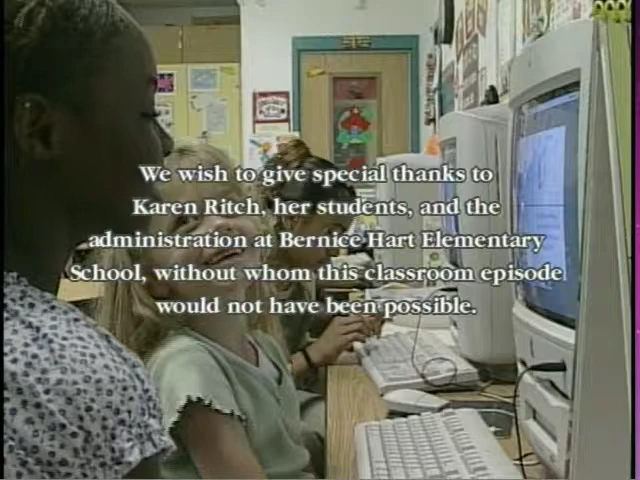 We wish to give special thanks to
Karen Ritch, her students, and the
administration at Bernice Hart Elementary
School, without whom this classroom episode
would not have been possible.